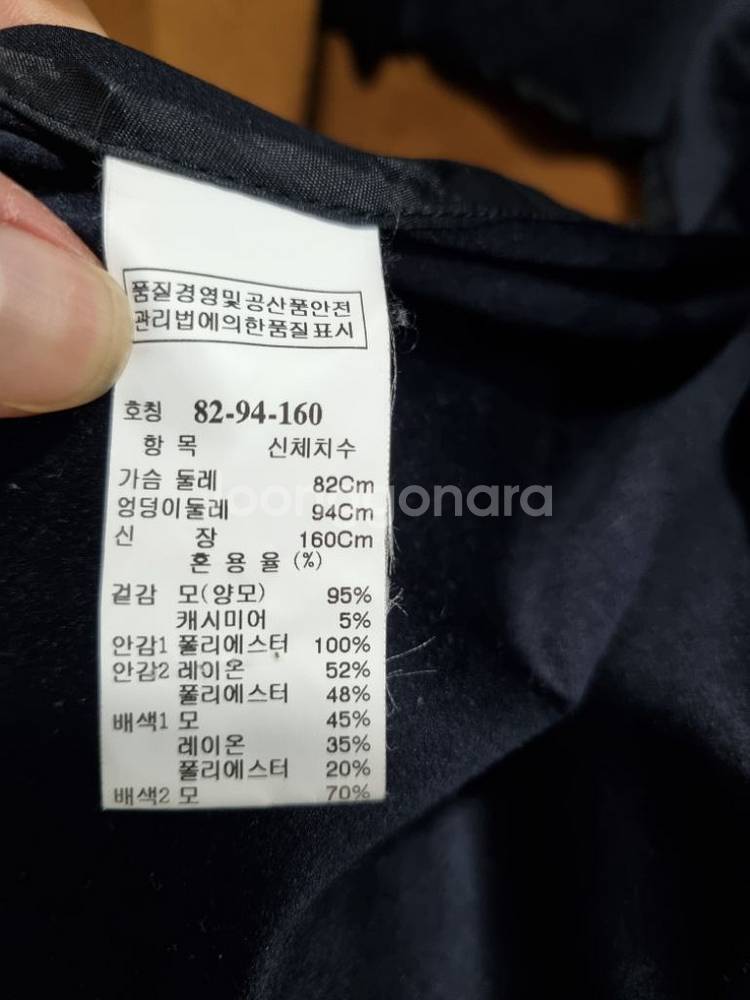 품질경영및공산품안전
관리법에의한품질표시
호칭 82-94-160
항 목 신체치수
가슴 둘레 82Cm
엉덩이둘레 94Cm
신 장 160Cm
혼 용 율 (%)
겉감 모(양모) 95%
캐시미어 5%
안감1 폴리에스터 100%
안감2 레이온 52%
폴리에스터 48%
배색1 모 45%
레이온 35%
폴리에스터 20%
배색2 모 70%
joonggonara